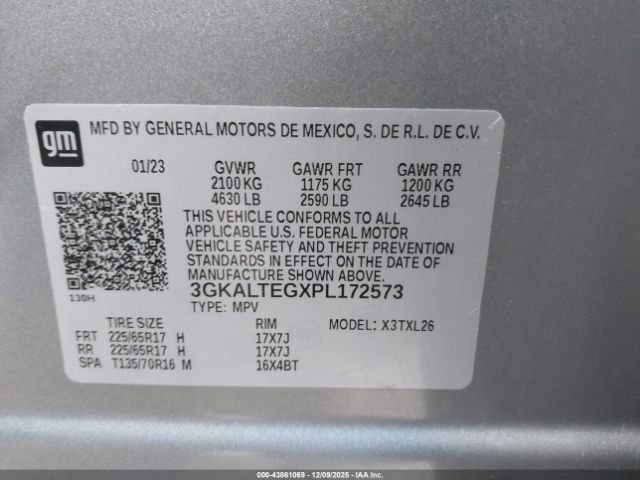 gm
MFD BY GENERAL MOTORS DE MEXICO, S. DE R.L. DE C.V.
01/23 GVWR GAWR FRT GAWR RR
2100 KG 1175 KG 1200 KG
4630 LB 2590 LB 2645 LB
THIS VEHICLE CONFORMS TO ALL
APPLICABLE U.S. FEDERAL MOTOR
VEHICLE SAFETY AND THEFT PREVENTION
STANDARDS IN EFFECT ON THE DATE OF
MANUFACTURE SHOWN ABOVE.
130H
3GKALTEGXPL172573
TYPE: MPV
TIRE SIZE RIM MODEL: X3TXL26
FRT 225/65R17 H 17X7J
RR 225/65R17 H 17X7J
SPA T135/70R16 M 16X4BT
000-43861069 - 12/09/2025 - IAAC